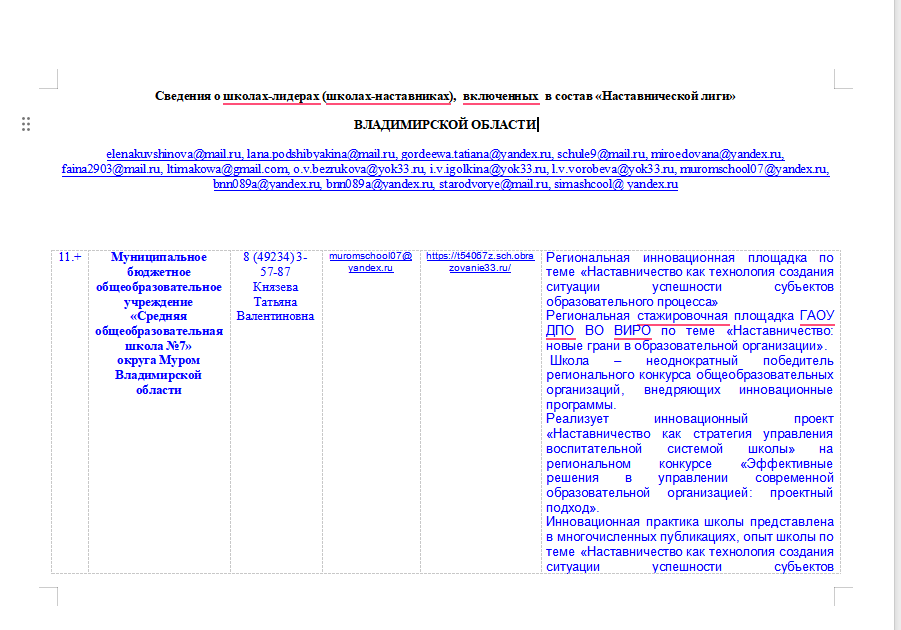 Сведения о школах-лидерах (школах-наставниках), включенных в состав «Наставнической лиги»
ВЛАДИМИРСКОЙ ОБЛАСТИ
elenakuvshinova@mail.ru, lana.podshibyakina@mail.ru, gordeewa.tatiana@yandex.ru, schule9@mail.ru, miroedovana@yandex.ru,
faina2903@mail.ru, ltimakowa@gmail.com, o.v.bezrukova@yok33.ru, i.v.igolkina@yok33.ru, l.v.vorobeva@yok33.ru, muromschool07@yandex.ru,
bnn089a@yandex.ru, bnn089a@yandex.ru, starodvorye@mail.ru, simashcool@ yandex.ru
11.+
Муниципальное
бюджетное
общеобразовательное
учреждение
«Средняя
общеобразовательная
школа №7»
округа Муром
Владимирской
области
8 (49234) 3-
57-87
Князева
Татьяна
Валентиновна
muromschool07@
yandex.ru
https://t54067z.sch.obra
zovanie33.ru/
Региональная инновационная площадка по
теме «Наставничество как технология создания
ситуации успешности субъектов
образовательного процесса»
Региональная стажировочная площадка ГАОУ
ДПО ВО ВИРО по теме «Наставничество:
новые грани в образовательной организации».
Школа – неоднократный победитель
регионального конкурса общеобразовательных
организаций, внедряющих инновационные
программы.
Реализует инновационный проект
«Наставничество как стратегия управления
воспитательной системой школы» на
региональном конкурсе «Эффективные
решения в управлении современной
образовательной организацией: проектный
подход».
Инновационная практика школы представлена
в многочисленных публикациях, опыт школы по
теме «Наставничество как технология создания
ситуации успешности субъектов